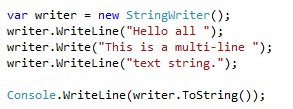 var writer = new StringWriter();
writer.WriteLine("Hello all ");
writer.Write("This is a multi-line ");
writer.WriteLine("text string.");
Console.WriteLine(writer.ToString());